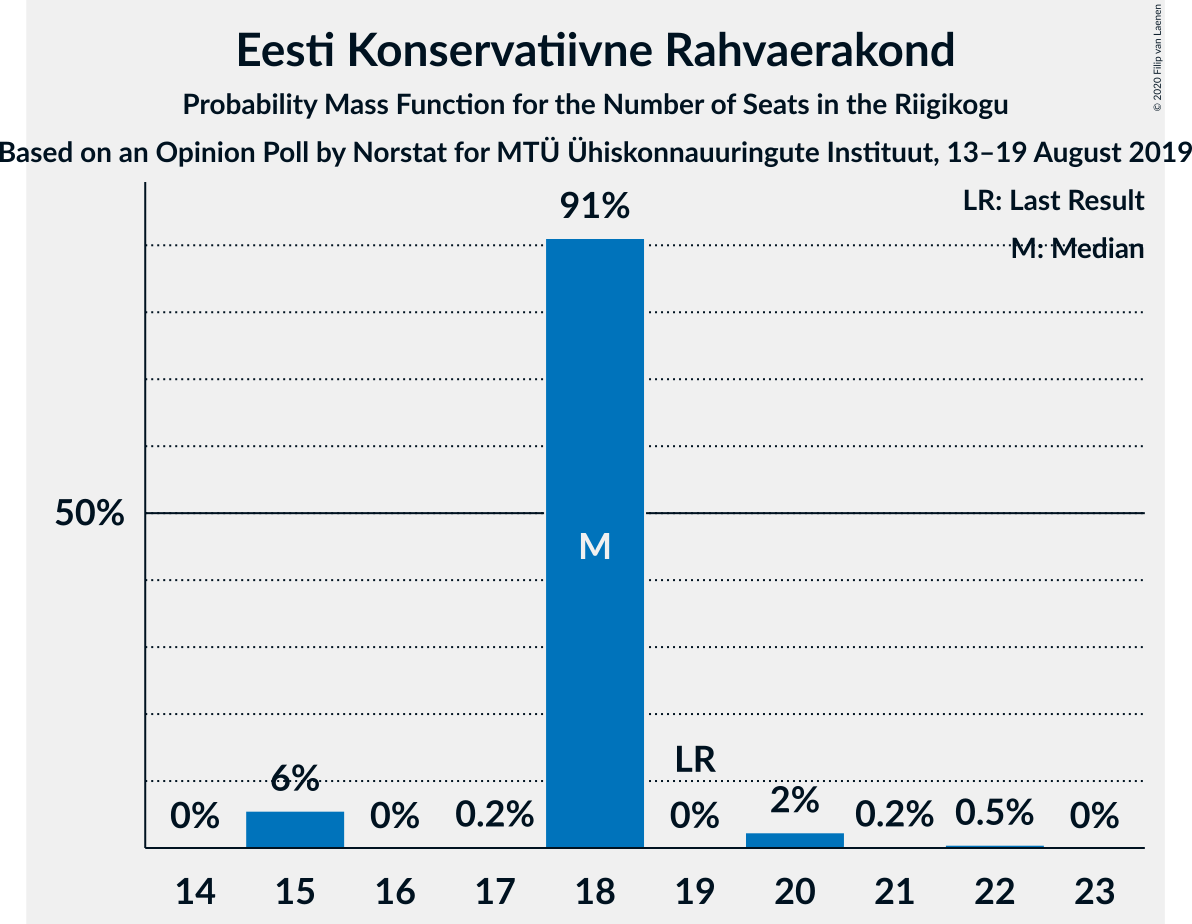 Eesti Konservatiivne Rahvaerakond
Probability Mass Function for the Number of Seats in the Riigikogu
Based on an Opinion Poll by Norstat for MTÜ Ühiskonnauuringute Instituut, 13–19 August 2019
© 2020 Filip van Laenen
LR: Last Result
M: Median
91%
50%
M
LR
6%
0% 0% 0.2% 0% 2% 0.2% 0.5% 0%
14 15 16 17 18 19 20 21 22 23